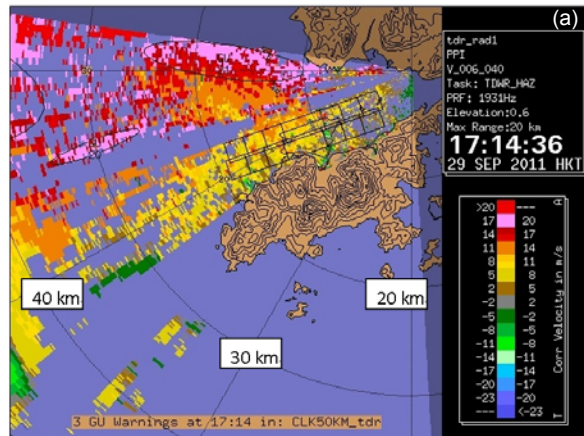 (a)
tdr_rad1
PPI
V_006_040
Task: TDWR_HAZ
PRF: 1931Hz
Elevation:0.6
Max Range:20 km
17:14:36
29 SEP 2011 HKT
>20 ---
17 20
14 17
11 14
8 11
5 8
2 5
-2 2
-5 -2
-8 -5
-11 -8
-14 -11
-17 -14
-20 -17
-23 -20
--- <-23
T Corr Velocity in m/s A
40 km
20 km
30 km
3 GU Warnings at 17:14 in: CLK50KM_tdr